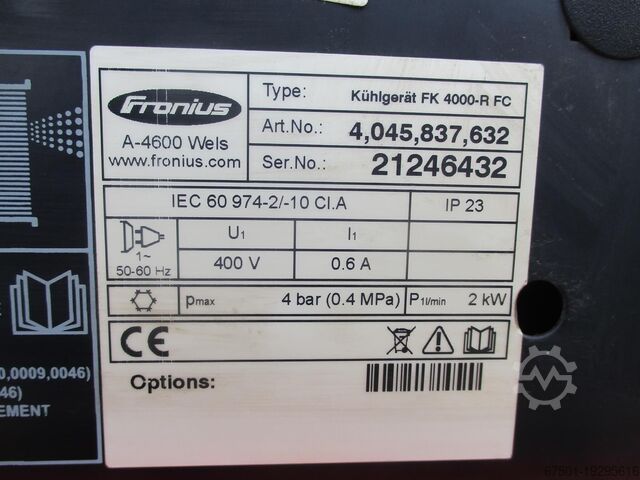 Fronius
A-4600 Wels
www.fronius.com
Type: Kühlgerät FK 4000-R FC
Art.No.: 4,045,837,632
Ser.No.: 21246432
IEC 60 974-2/-10 Cl.A IP 23
1~
50-60 Hz
U1 I1
400 V 0.6 A
pmax 4 bar (0.4 MPa) P1l/min 2 kW
CE
Options:
0,0009,0046)
46)
EMENT
67501-19295616